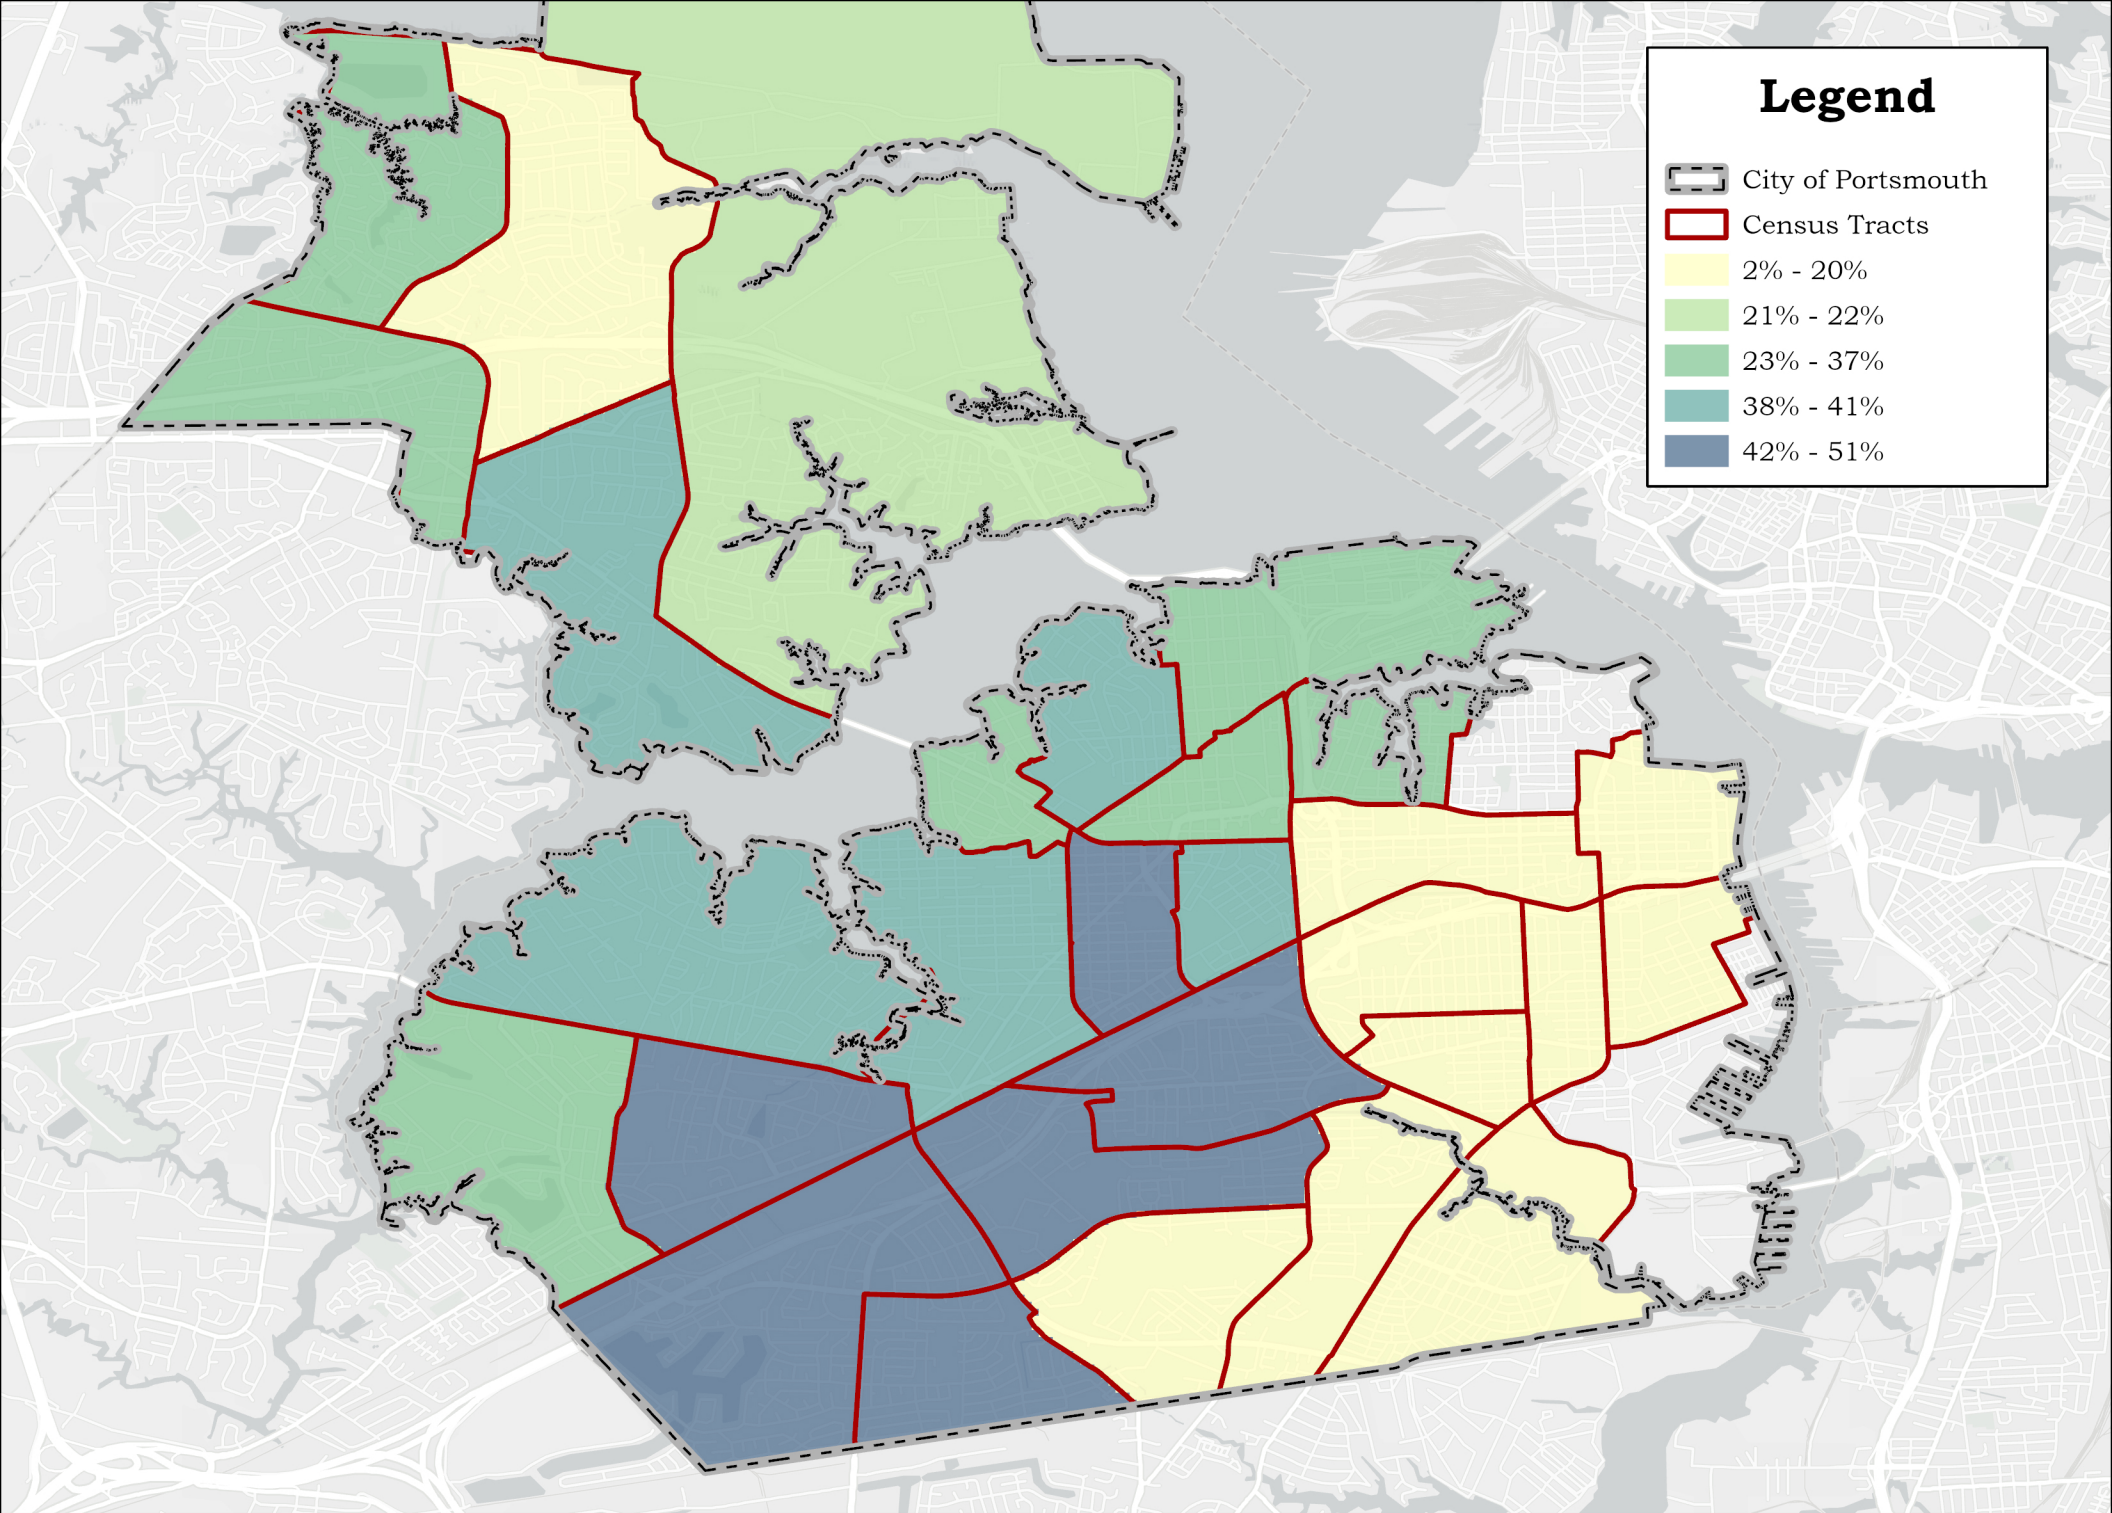 Legend
City of Portsmouth
Census Tracts
2% - 20%
21% - 22%
23% - 37%
38% - 41%
42% - 51%